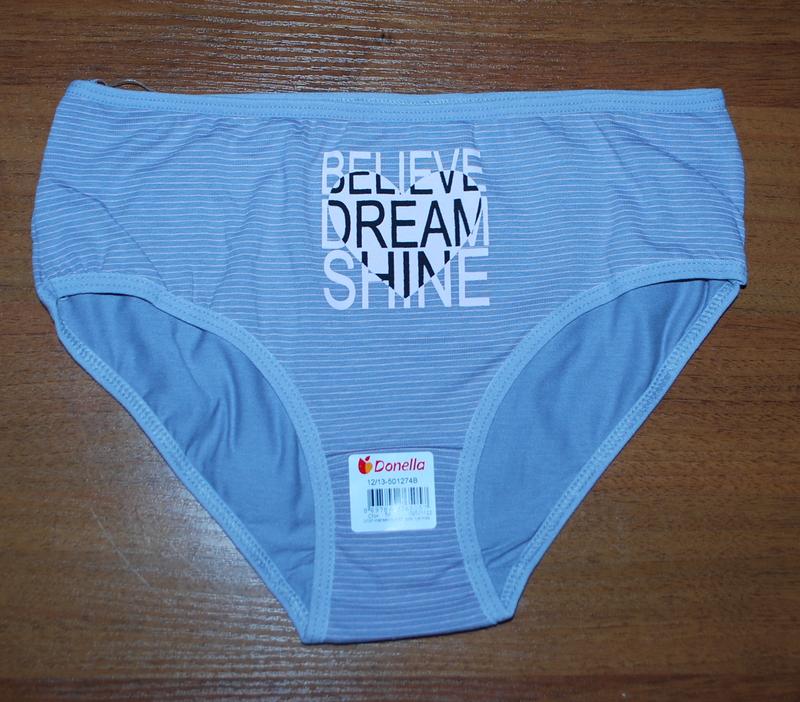 BELIEVE
DREAM
SHINE
Donella
12/13-501274B